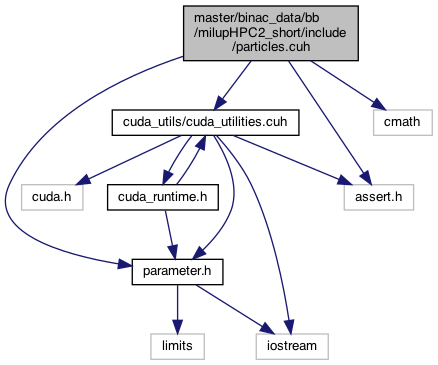 master/binac_data/bb
/milupHPC2_short/include
/particles.cuh
cuda_utils/cuda_utilities.cuh
cmath
cuda.h
cuda_runtime.h
assert.h
parameter.h
limits
iostream